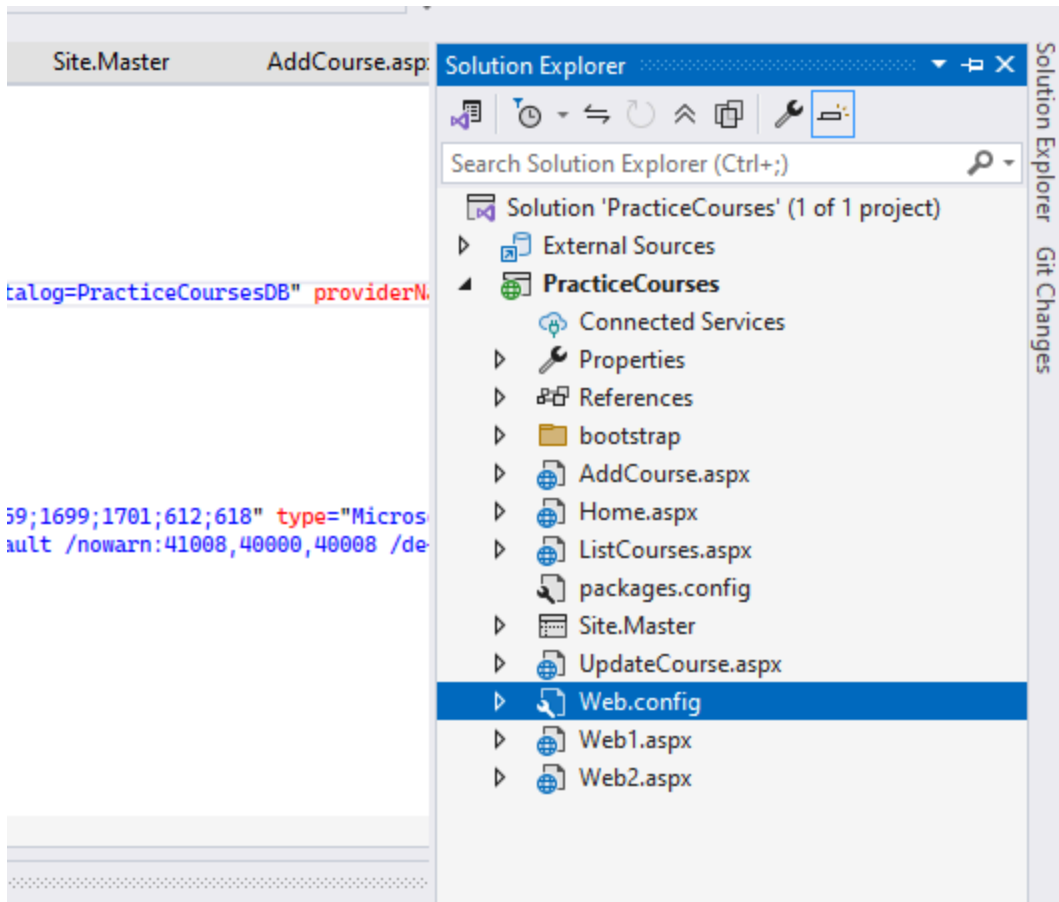 Site.Master
AddCourse.asp
talog=PracticeCoursesDB" providerN
59;1699;1701;612;618" type="Micros
ault /nowarn:41008,40000,40008 /de
Solution Explorer
Search Solution Explorer (Ctrl+;)
Solution 'PracticeCourses' (1 of 1 project)
External Sources
PracticeCourses
Connected Services
Properties
References
bootstrap
AddCourse.aspx
Home.aspx
ListCourses.aspx
packages.config
Site.Master
UpdateCourse.aspx
Web.config
Web1.aspx
Web2.aspx
Solution Explorer
Git Changes